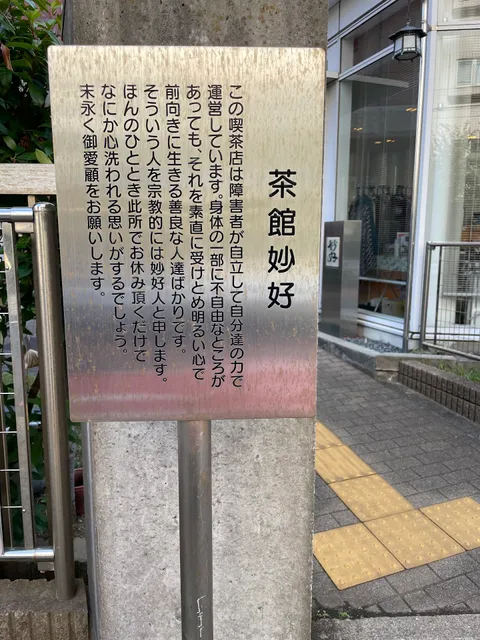 茶館妙好
この喫茶店は障害者が自立して自分達の力で
運営しています。身体の一部に不自由なところが
あっても、それを素直に受けとめ明るい心で
前向きに生きる善良な人達ばかりです。
そういう人を宗教的には妙好人と申します。
ほんのひととき此所でお休み頂くだけで
なにか心洗われる思いがするでしょう。
末永く御愛顧をお願いします。
妙好